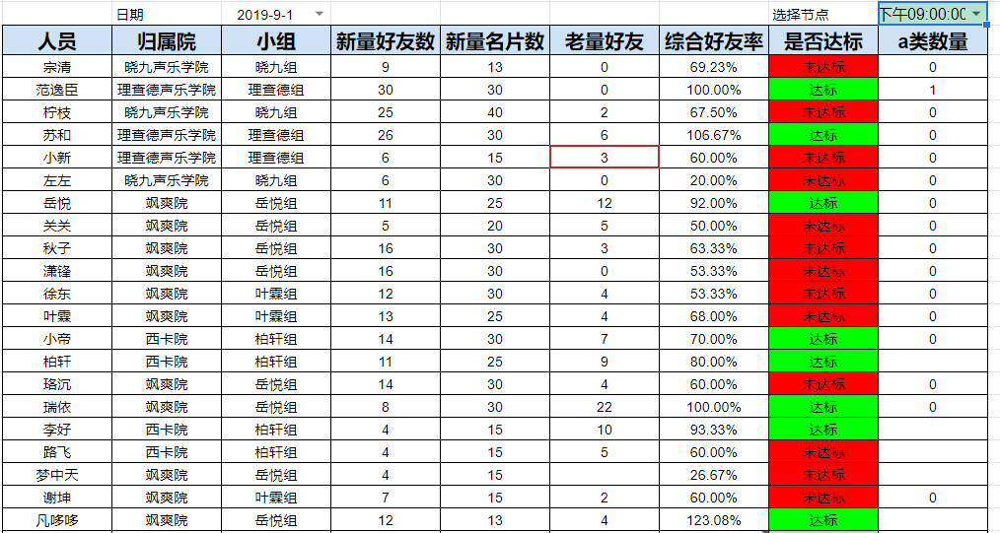 日期 2019-9-1 选择节点 下午09:00:00
人员 归属院 小组 新量好友数 新量名片数 老量好友 综合好友率 是否达标 a类数量
宗清 晓九声乐学院 晓九组 9 13 0 69.23% 未达标 0
范逸臣 理查德声乐学院 理查德组 30 30 0 100.00% 达标 1
柠枝 晓九声乐学院 晓九组 25 40 2 67.50% 未达标 0
苏和 理查德声乐学院 理查德组 26 30 6 106.67% 达标 0
小新 理查德声乐学院 理查德组 6 15 3 60.00% 未达标 0
左左 晓九声乐学院 晓九组 6 30 0 20.00% 未达标 0
岳悦 飒爽院 岳悦组 11 25 12 92.00% 达标 0
关关 飒爽院 岳悦组 5 20 5 50.00% 未达标 0
秋子 飒爽院 岳悦组 16 30 3 63.33% 未达标 0
潇锋 飒爽院 岳悦组 16 30 0 53.33% 未达标 0
徐东 飒爽院 叶霖组 12 30 4 53.33% 未达标 0
叶霖 飒爽院 叶霖组 13 25 4 68.00% 未达标 0
小帝 西卡院 柏轩组 14 30 7 70.00% 达标 0
柏轩 西卡院 柏轩组 11 25 9 80.00% 达标
珞沉 飒爽院 岳悦组 14 30 4 60.00% 未达标 0
瑞依 飒爽院 岳悦组 8 30 22 100.00% 达标 0
李好 西卡院 柏轩组 4 15 10 93.33% 达标
路飞 西卡院 柏轩组 4 15 5 60.00% 未达标
梦中天 飒爽院 岳悦组 4 15 26.67% 未达标
谢坤 飒爽院 叶霖组 7 15 2 60.00% 未达标 0
凡哆哆 飒爽院 岳悦组 12 13 4 123.08% 达标